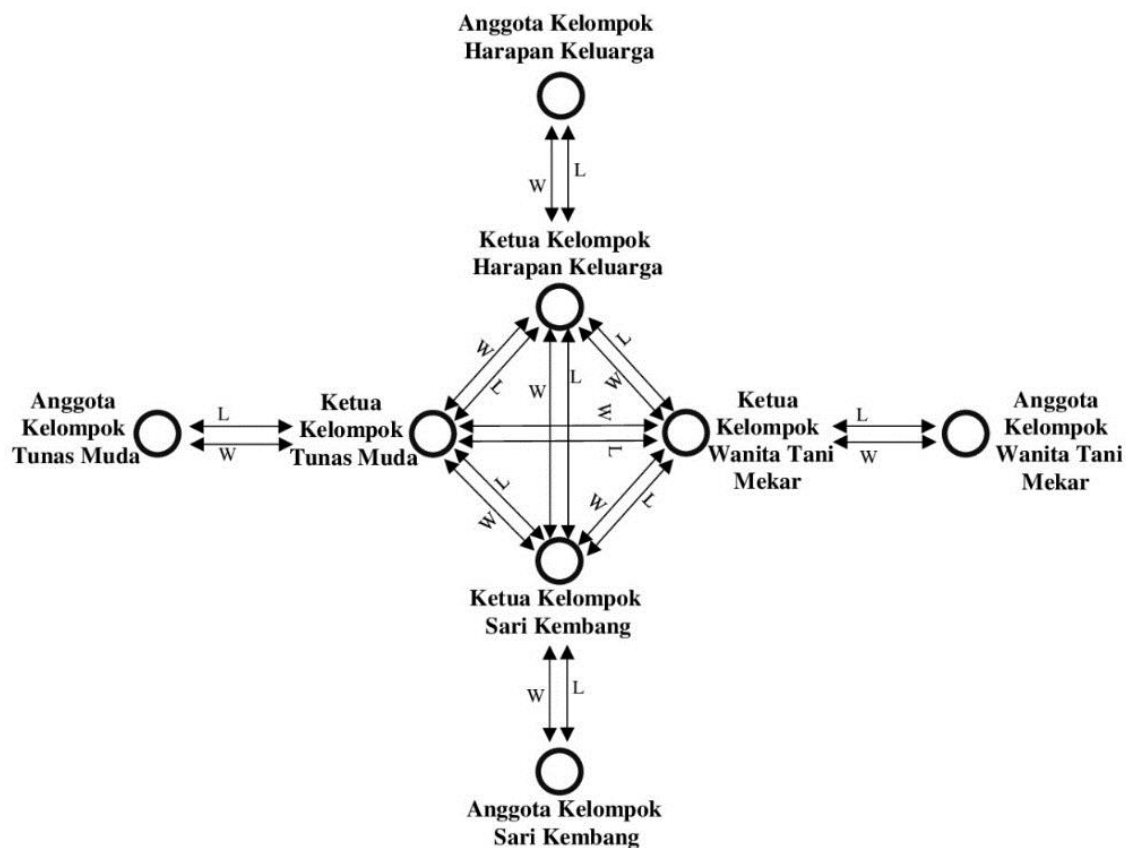 Anggota Kelompok
Harapan Keluarga
W
L
Ketua Kelompok
Harapan Keluarga
W
L
W
L
L
W
Anggota
Kelompok
Tunas Muda
L
W
Ketua
Kelompok
Tunas Muda
W
L
Ketua
Kelompok
Wanita Tani
Mekar
L
W
Anggota
Kelompok
Wanita Tani
Mekar
L
W
W
L
Ketua Kelompok
Sari Kembang
W
L
Anggota Kelompok
Sari Kembang